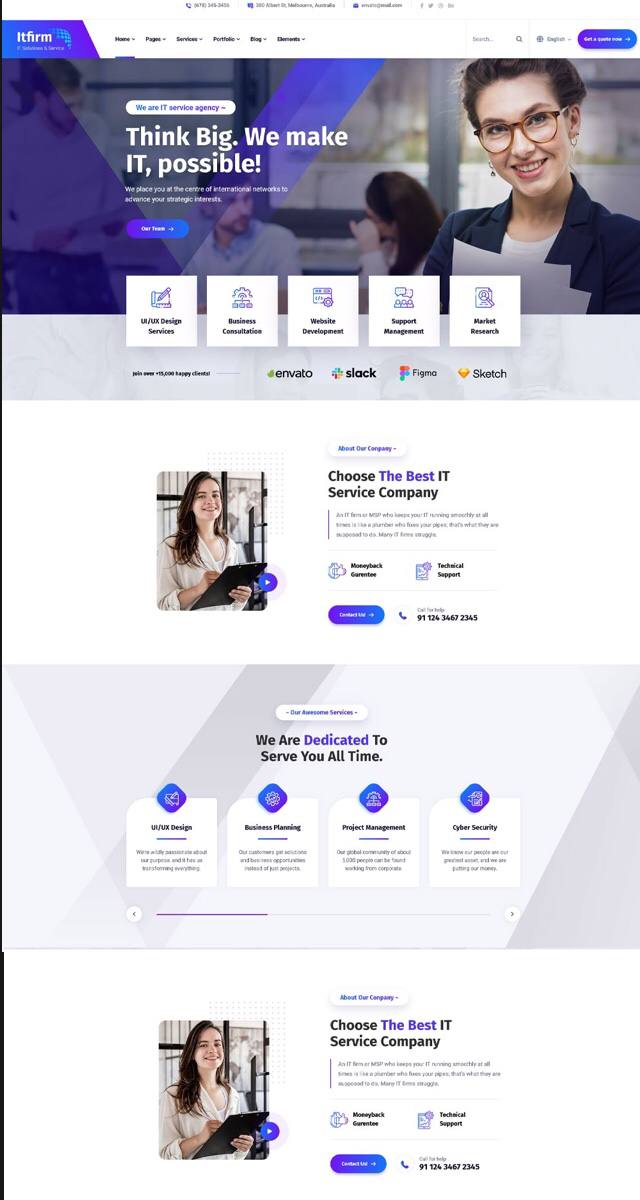 (678) 345-3456
380 Albert St, Melbourne, Australia
envato@email.com
Itfirm
IT Solutions & Service
Home
Pages
Services
Portfolio
Blog
Elements
Search...
English
Get a quote now
We are IT service agency ~
Think Big. We make
IT, possible!
We place you at the centre of international networks to
advance your strategic interests.
Our Team
UI/UX Design
Services
Business
Consultation
Website
Development
Support
Management
Market
Research
Join over +15,000 happy clients!
envato
slack
Figma
Sketch
About Our Conpany ~
Choose The Best IT
Service Company
An IT firm or MSP who keeps your IT running smoothly at all
times is like a plumber who fixes your pipes; that's what they are
supposed to do. Many IT firms struggle.
Moneyback
Gurentee
Technical
Support
Contact Us!
Call for help:
91 124 3467 2345
~ Our Awesome Services ~
We Are Dedicated To
Serve You All Time.
UI/UX Design
We're wildly passionate about
our purpose, and it has us
transforming everything.
Business Planning
Our customers get solutions
and business opportunities
instead of just projects.
Project Management
Our global community of about
3,000 people can be found
working from corporate.
Cyber Security
We know our people are our
greatest asset, and we are
putting our money.
About Our Conpany ~
Choose The Best IT
Service Company
An IT firm or MSP who keeps your IT running smoothly at all
times is like a plumber who fixes your pipes; that's what they are
supposed to do. Many IT firms struggle.
Moneyback
Gurentee
Technical
Support
Contact Us!
Call for help:
91 124 3467 2345